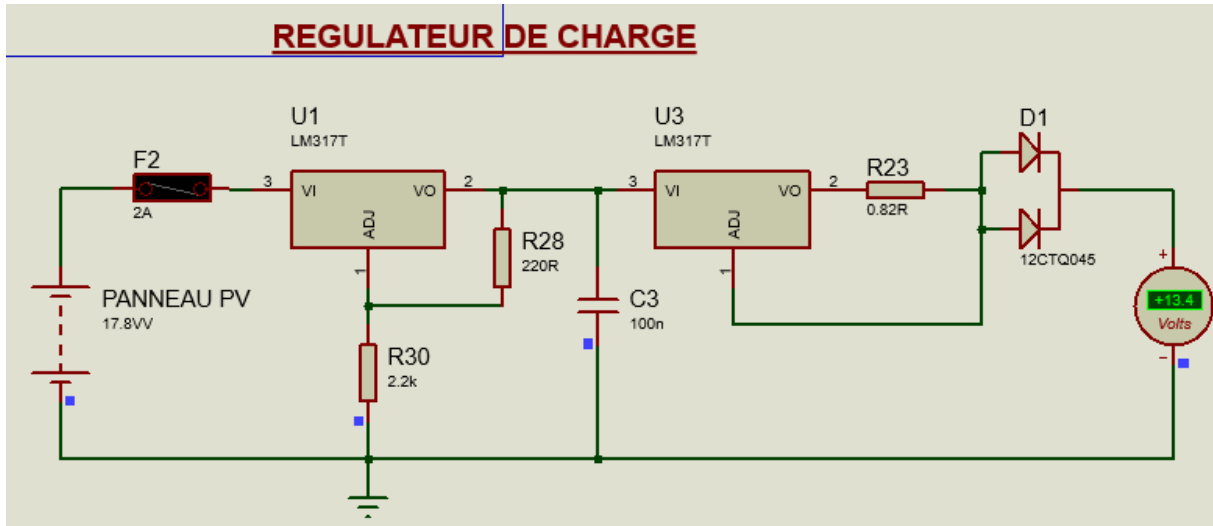 REGULATEUR DE CHARGE
F2
2A
PANNEAU PV
17.8VV
U1
LM317T
3
VI
VO
2
ADJ
1
R28
220R
R30
2.2k
C3
100n
U3
LM317T
3
VI
VO
2
ADJ
1
R23
0.82R
D1
12CTQ045
+
+13.4
Volts
−